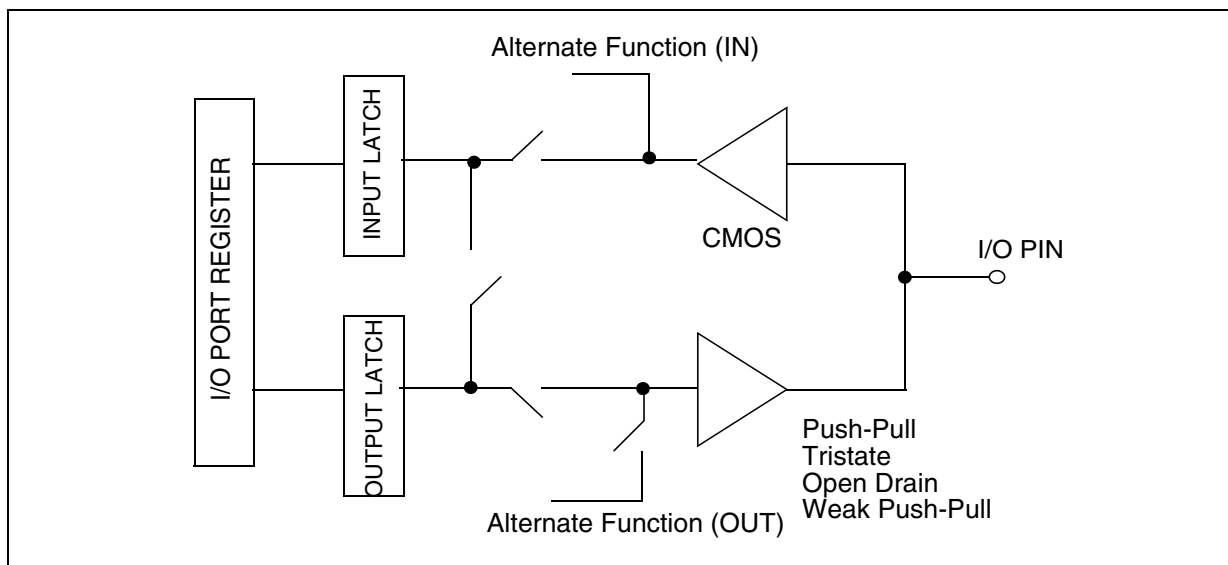 Alternate Function (IN)
I/O PORT REGISTER
INPUT LATCH
CMOS
I/O PIN
OUTPUT LATCH
Push-Pull
Tristate
Open Drain
Weak Push-Pull
Alternate Function (OUT)